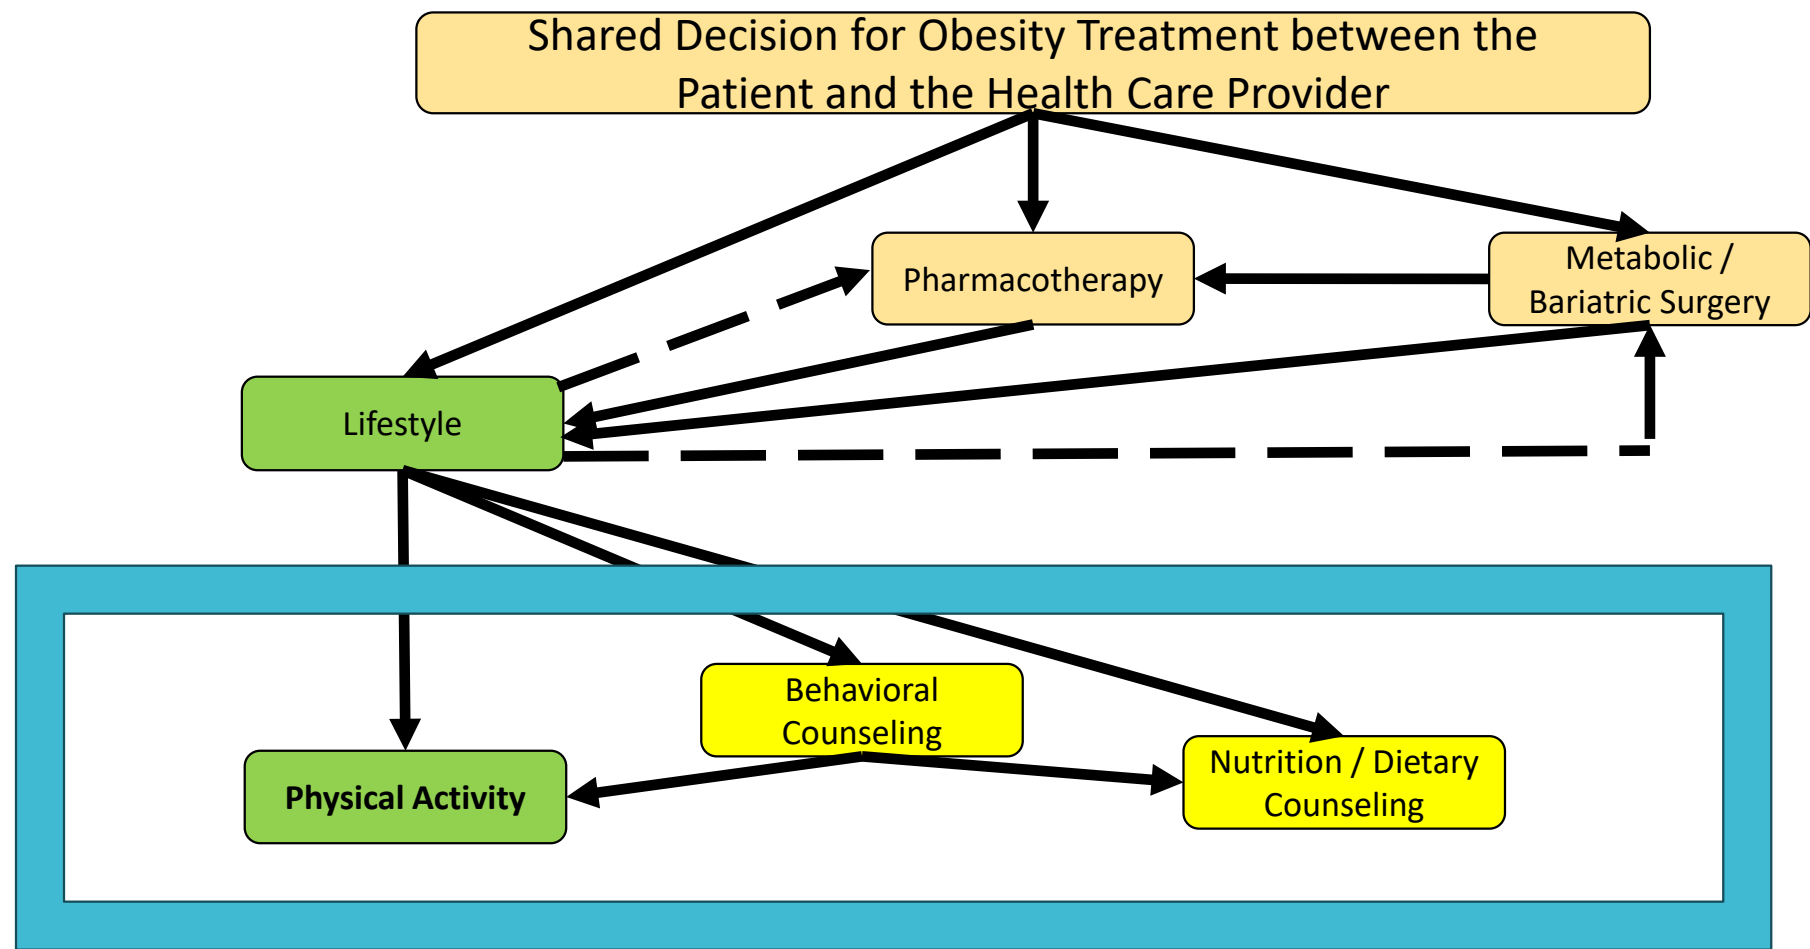 Shared Decision for Obesity Treatment between the
Patient and the Health Care Provider
Pharmacotherapy
Metabolic /
Bariatric Surgery
Lifestyle
Behavioral
Counseling
Physical Activity
Nutrition / Dietary
Counseling